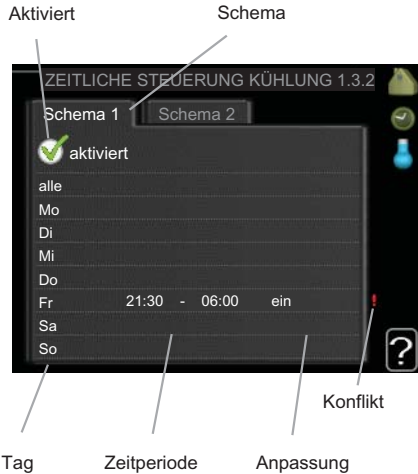 Aktiviert Schema
ZEITLICHE STEUERUNG KÜHLUNG 1.3.2
Schema 1 Schema 2
aktiviert
alle
Mo
Di
Mi
Do
Fr 21:30 - 06:00 ein !
Sa
So
?
Konflikt
Tag Zeitperiode Anpassung